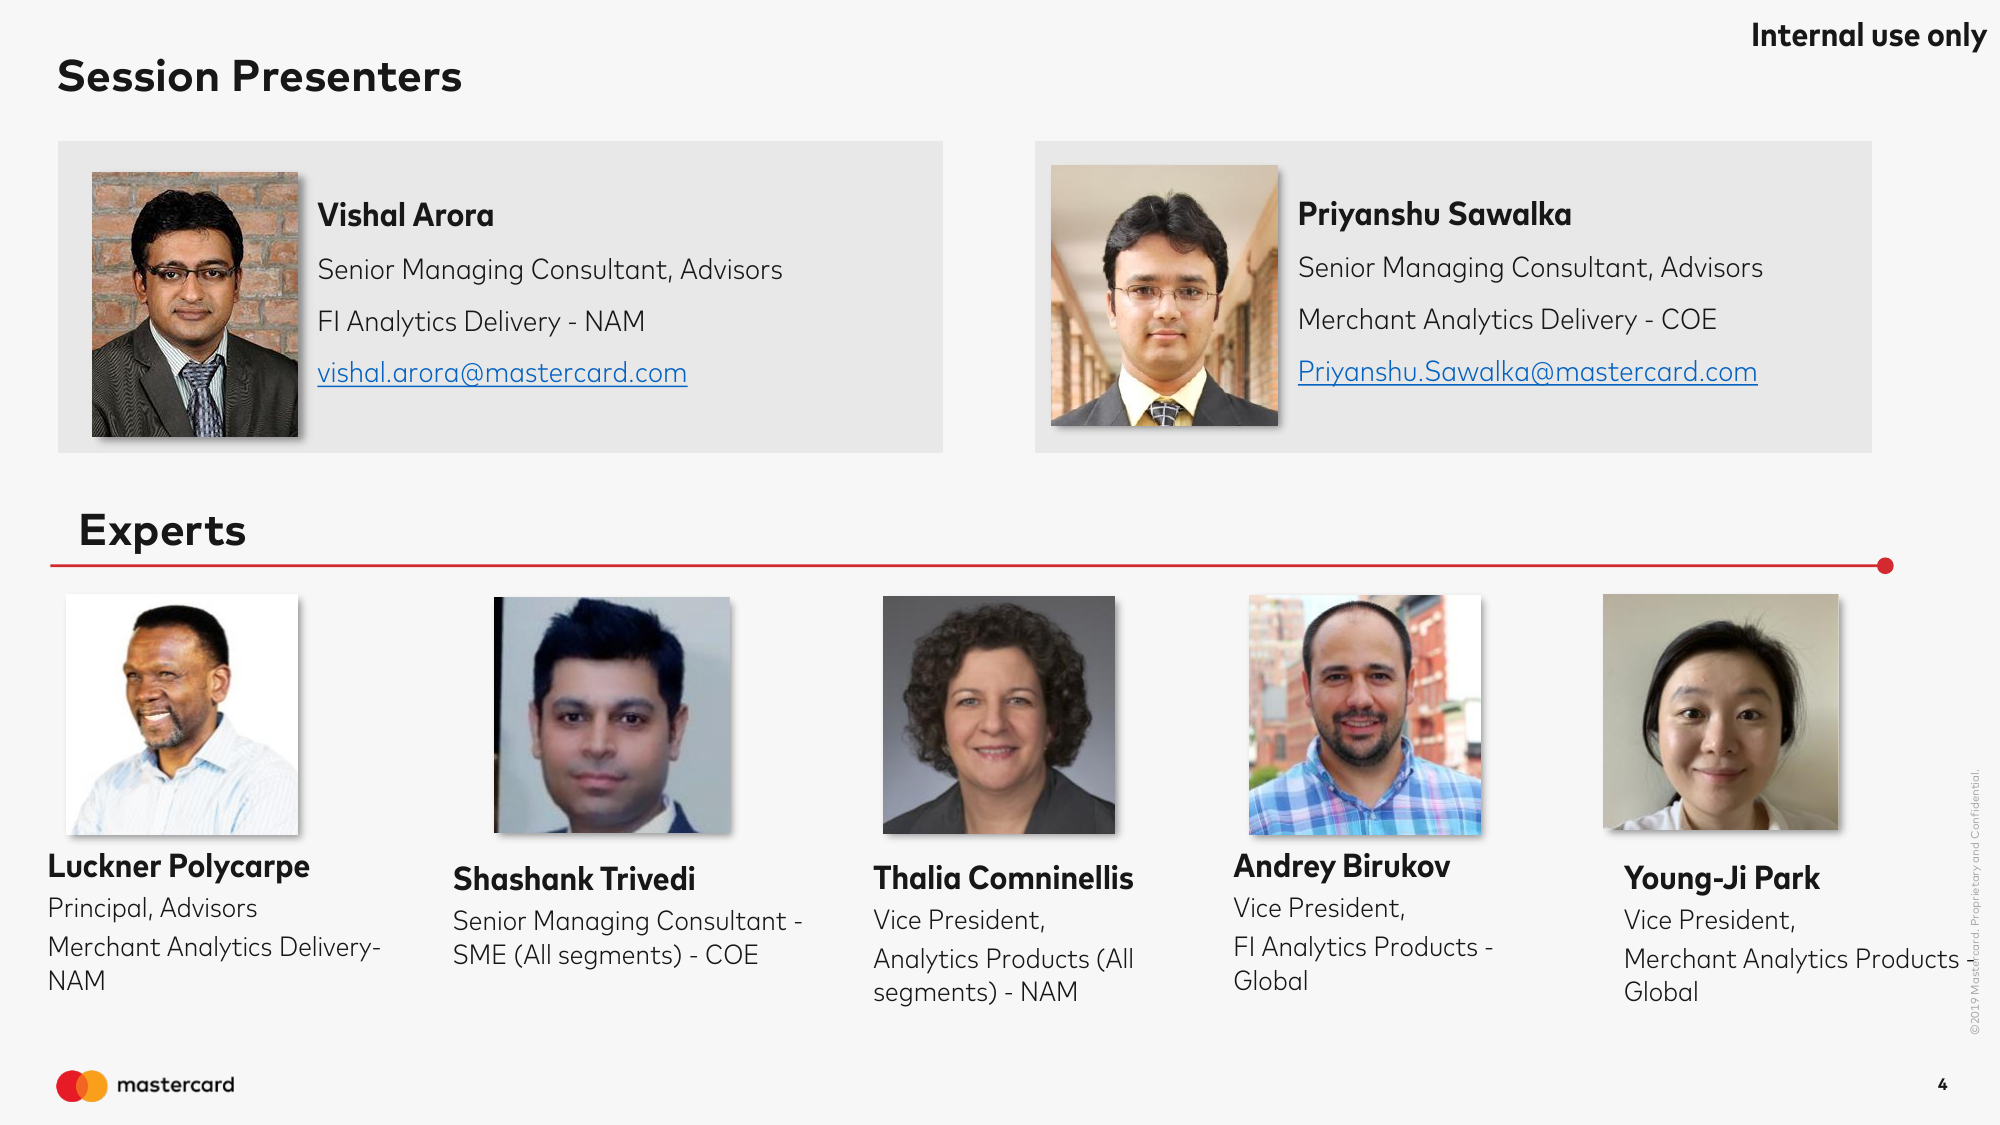 Internal use only
Session Presenters
Vishal Arora
Senior Managing Consultant, Advisors
FI Analytics Delivery - NAM
vishal.arora@mastercard.com
Priyanshu Sawalka
Senior Managing Consultant, Advisors
Merchant Analytics Delivery - COE
Priyanshu.Sawalka@mastercard.com
Experts
Luckner Polycarpe
Principal, Advisors
Merchant Analytics Delivery-
NAM
Shashank Trivedi
Senior Managing Consultant -
SME (All segments) - COE
Thalia Comninellis
Vice President,
Analytics Products (All
segments) - NAM
Andrey Birukov
Vice President,
FI Analytics Products -
Global
Young-Ji Park
Vice President,
Merchant Analytics Products -
Global
©2019 Mastercard. Proprietary and Confidential.
mastercard
4